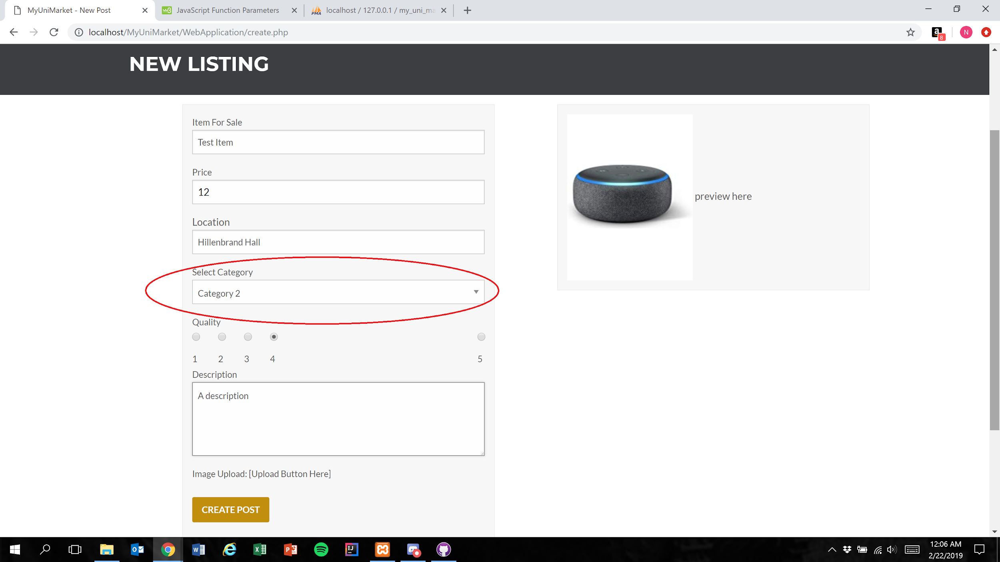 MyUniMarket - New Post
JavaScript Function Parameters
localhost / 127.0.0.1 / my_uni_ma
localhost/MyUniMarket/WebApplication/create.php
8
N
NEW LISTING
Item For Sale
Test Item
Price
12
Location
Hillenbrand Hall
Select Category
Category 2
Quality
1 2 3 4 5
Description
A description
Image Upload: [Upload Button Here]
CREATE POST
preview here
12:06 AM
2/22/2019